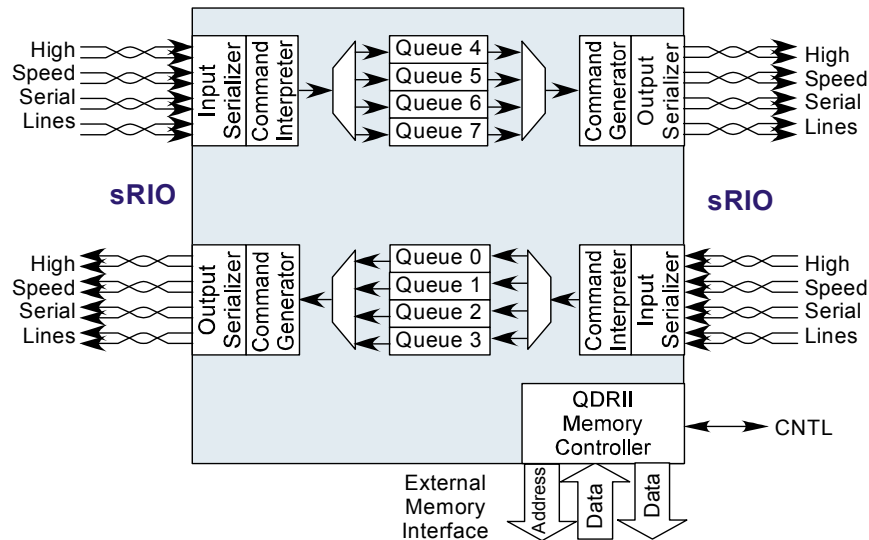 High
Speed
Serial
Lines
Input
Serializer
Command
Interpreter
Queue 4
Queue 5
Queue 6
Queue 7
Command
Generator
Output
Serializer
High
Speed
Serial
Lines
sRIO
sRIO
High
Speed
Serial
Lines
Output
Serializer
Command
Generator
Queue 0
Queue 1
Queue 2
Queue 3
Command
Interpreter
Input
Serializer
High
Speed
Serial
Lines
QDRII
Memory
Controller
CNTL
External
Memory
Interface
Address
Data
Data